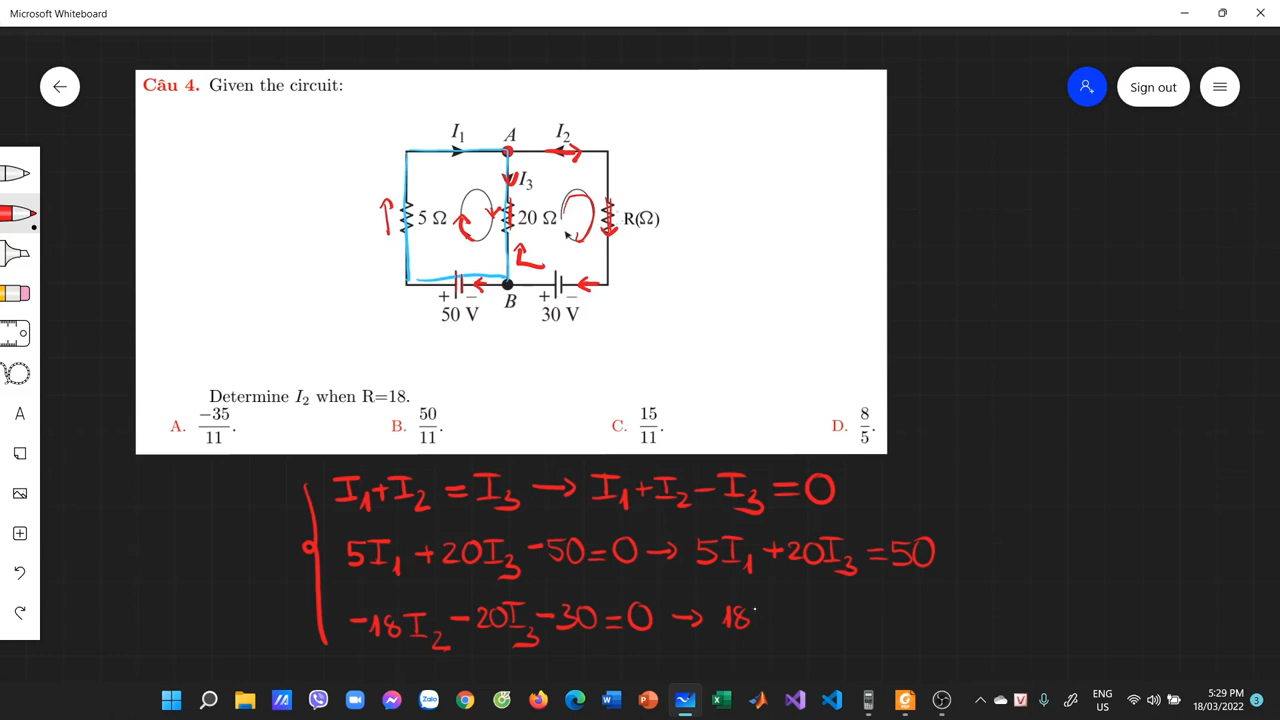 Microsoft Whiteboard
Sign out
Câu 4. Given the circuit:
I1 A I2
I3
5 Ω 20 Ω R(Ω)
+ − B + −
50 V 30 V
Determine I2 when R=18.
A. −35/11. B. 50/11. C. 15/11. D. 8/5.
I1+I2 = I3 → I1+I2−I3=0
5I1 +20I3 −50=0 → 5I1 +20I3 =50
−18I2 −20I3 −30=0 → 18
A
Zalo
ENG
US
V
5:29 PM
18/03/2022
3